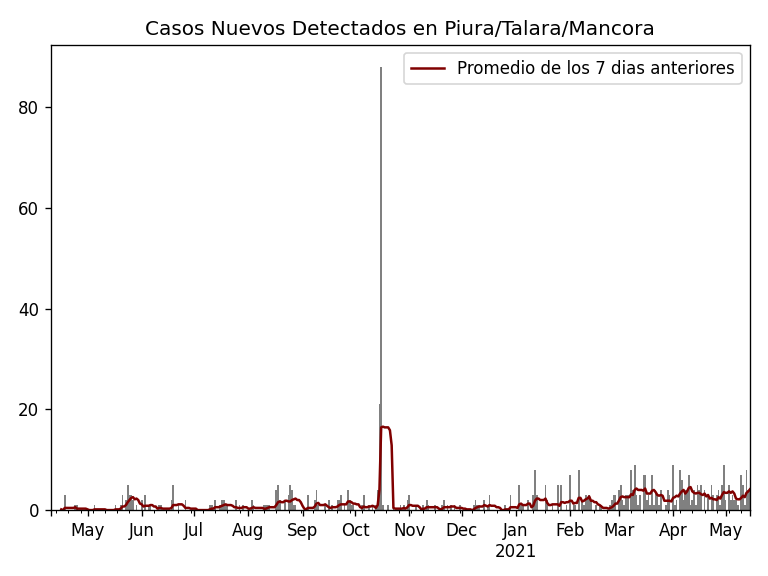 Casos Nuevos Detectados en Piura/Talara/Mancora
Promedio de los 7 dias anteriores
80
60
40
20
0
May Jun Jul Aug Sep Oct Nov Dec Jan Feb Mar Apr May
2021